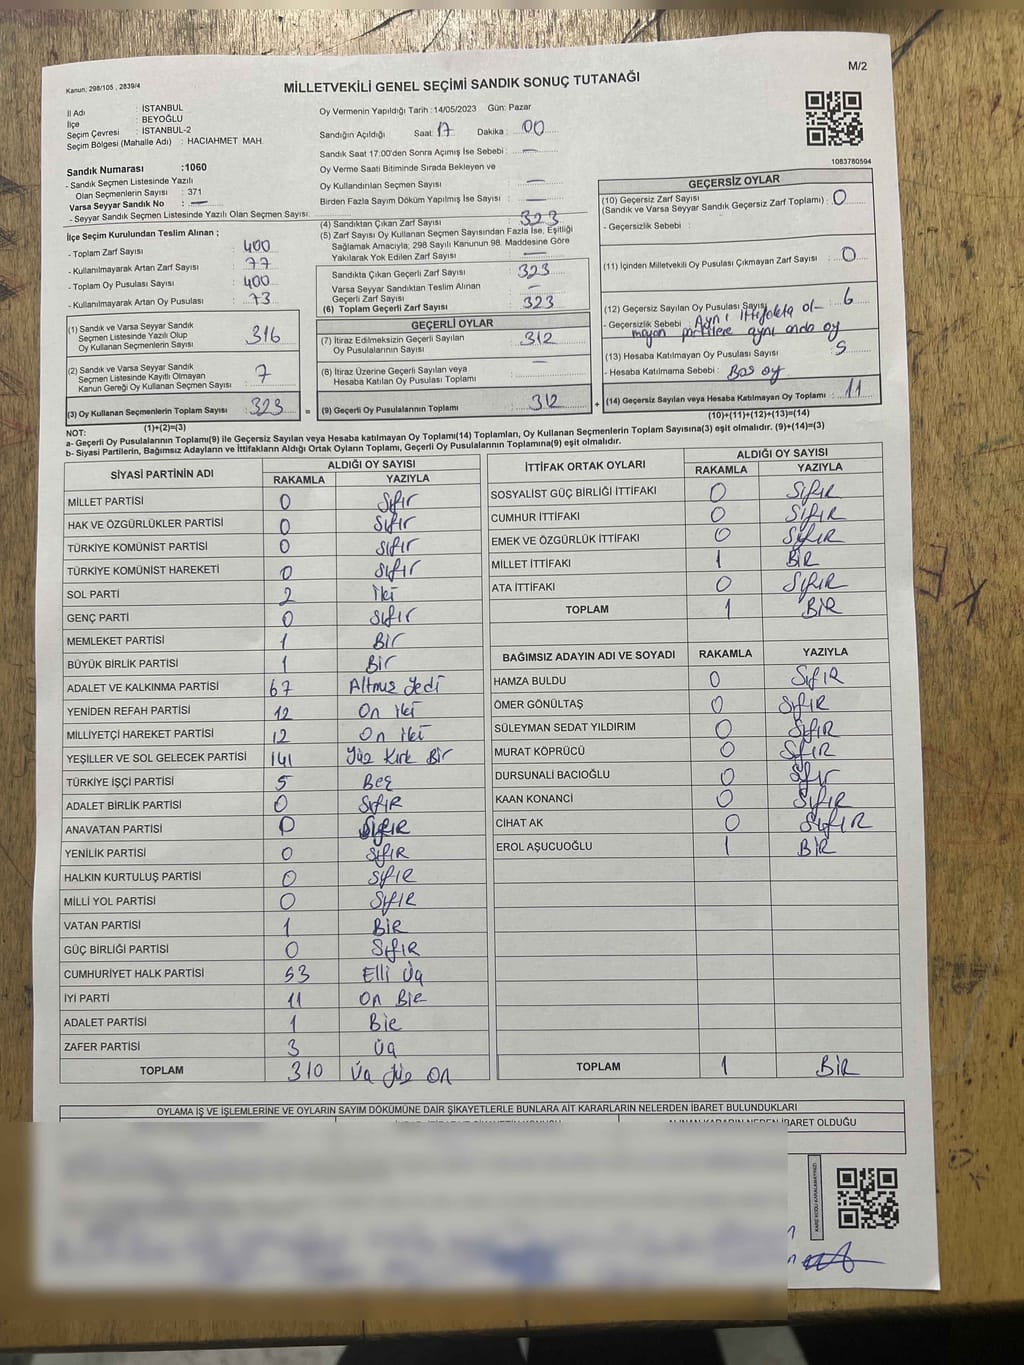 M/2
Kanun; 298/105 , 2839/4
MİLLETVEKİLİ GENEL SEÇİMİ SANDIK SONUÇ TUTANAĞI
İl Adı : İSTANBUL
İlçe : BEYOĞLU
Seçim Çevresi : İSTANBUL-2
Seçim Bölgesi (Mahalle Adı) : HACIAHMET MAH.
Sandık Numarası :1060
- Sandık Seçmen Listesinde Yazılı
Olan Seçmenlerin Sayısı : 371
Varsa Seyyar Sandık No : —
- Seyyar Sandık Seçmen Listesinde Yazılı Olan Seçmen Sayısı:
İlçe Seçim Kurulundan Teslim Alınan ;
- Toplam Zarf Sayısı : 400
- Kullanılmayarak Artan Zarf Sayısı : 77
- Toplam Oy Pusulası Sayısı : 400
- Kullanılmayarak Artan Oy Pusulası : 73
(1) Sandık ve Varsa Seyyar Sandık
Seçmen Listesinde Yazılı Olup
Oy Kullanan Seçmenlerin Sayısı : 316
(2) Sandık ve Varsa Seyyar Sandık
Seçmen Listesinde Kayıtlı Olmayan
Kanun Gereği Oy Kullanan Seçmen Sayısı : 7
(3) Oy Kullanan Seçmenlerin Toplam Sayısı : 323
(1)+(2)=(3)
Oy Vermenin Yapıldığı Tarih : 14/05/2023 Gün: Pazar
Sandığın Açıldığı Saat: 17 Dakika : 00
Sandık Saat 17.00'den Sonra Açılmış İse Sebebi : —
Oy Verme Saati Bitiminde Sırada Bekleyen ve
Oy Kullandırılan Seçmen Sayısı : —
Birden Fazla Sayım Döküm Yapılmış İse Sayısı : —
(4) Sandıktan Çıkan Zarf Sayısı : 323
(5) Zarf Sayısı Oy Kullanan Seçmen Sayısından Fazla İse, Eşitliği
Sağlamak Amacıyla, 298 Sayılı Kanunun 98. Maddesine Göre
Yakılarak Yok Edilen Zarf Sayısı : —
Sandıkta Çıkan Geçerli Zarf Sayısı : 323
Varsa Seyyar Sandıktan Teslim Alınan
Geçerli Zarf Sayısı : —
(6) Toplam Geçerli Zarf Sayısı : 323
GEÇERLİ OYLAR
(7) İtiraz Edilmeksizin Geçerli Sayılan
Oy Pusulalarının Sayısı : 312
(8) İtiraz Üzerine Geçerli Sayılan veya
Hesaba Katılan Oy Pusulası Toplamı : —
= (9) Geçerli Oy Pusulalarının Toplamı : 312 +
1083780594
GEÇERSİZ OYLAR
(10) Geçersiz Zarf Sayısı
(Sandık ve Varsa Seyyar Sandık Geçersiz Zarf Toplamı) : 0
- Geçersizlik Sebebi :
(11) İçinden Milletvekili Oy Pusulası Çıkmayan Zarf Sayısı : 0
(12) Geçersiz Sayılan Oy Pusulası Sayısı : 6
- Geçersizlik Sebebi : Aynı İttifakta ol-
mayan partilere aynı anda oy
(13) Hesaba Katılmayan Oy Pusulası Sayısı : 5
- Hesaba Katılmama Sebebi : Boş oy
(14) Geçersiz Sayılan veya Hesaba Katılmayan Oy Toplamı : 11
(10)+(11)+(12)+(13)=(14)
NOT:
a- Geçerli Oy Pusulalarının Toplamı(9) ile Geçersiz Sayılan veya Hesaba katılmayan Oy Toplamı(14) Toplamları, Oy Kullanan Seçmenlerin Toplam Sayısına(3) eşit olmalıdır. (9)+(14)=(3)
b- Siyasi Partilerin, Bağımsız Adayların ve İttifakların Aldığı Ortak Oyların Toplamı, Geçerli Oy Pusulalarının Toplamına(9) eşit olmalıdır.
SİYASİ PARTİNİN ADI ALDIĞI OY SAYISI
RAKAMLA YAZIYLA
MİLLET PARTİSİ 0 Sıfır
HAK VE ÖZGÜRLÜKLER PARTİSİ 0 Sıfır
TÜRKİYE KOMÜNİST PARTİSİ 0 sıfır
TÜRKİYE KOMÜNİST HAREKETİ 0 sıfır
SOL PARTİ 2 İki
GENÇ PARTİ 0 sıfır
MEMLEKET PARTİSİ 1 Bir
BÜYÜK BİRLİK PARTİSİ 1 Bir
ADALET VE KALKINMA PARTİSİ 67 Altmış Yedi
YENİDEN REFAH PARTİSİ 12 On iki
MİLLİYETÇİ HAREKET PARTİSİ 12 On iki
YEŞİLLER VE SOL GELECEK PARTİSİ 141 Yüz Kırk Bir
TÜRKİYE İŞÇİ PARTİSİ 5 Beş
ADALET BİRLİK PARTİSİ 0 SıfıR
ANAVATAN PARTİSİ 0 SıfıR
YENİLİK PARTİSİ 0 SıfıR
HALKIN KURTULUŞ PARTİSİ 0 SıfıR
MİLLİ YOL PARTİSİ 0 SıfıR
VATAN PARTİSİ 1 BiR
GÜÇ BİRLİĞİ PARTİSİ 0 SıfıR
CUMHURİYET HALK PARTİSİ 53 Elli Üç
İYİ PARTİ 11 On BiR
ADALET PARTİSİ 1 BiR
ZAFER PARTİSİ 3 Üç
TOPLAM 310 Üç Yüz On
İTTİFAK ORTAK OYLARI ALDIĞI OY SAYISI
RAKAMLA YAZIYLA
SOSYALİST GÜÇ BİRLİĞİ İTTİFAKI 0 SıfıR
CUMHUR İTTİFAKI 0 SıfıR
EMEK VE ÖZGÜRLÜK İTTİFAKI 0 SıfıR
MİLLET İTTİFAKI 1 BiR
ATA İTTİFAKI 0 SıfıR
TOPLAM 1 BiR
BAĞIMSIZ ADAYIN ADI VE SOYADI RAKAMLA YAZIYLA
HAMZA BULDU 0 SıfıR
ÖMER GÖNÜLTAŞ 0 SıfıR
SÜLEYMAN SEDAT YILDIRIM 0 SıfıR
MURAT KÖPRÜCÜ 0 SıfıR
DURSUNALİ BACIOĞLU 0 Sıfır
KAAN KONANCİ 0 SıfıR
CİHAT AK 0 SıfıR
EROL AŞUCUOĞLU 1 BiR
TOPLAM 1 BiR
OYLAMA İŞ VE İŞLEMLERİNE VE OYLARIN SAYIM DÖKÜMÜNE DAİR ŞİKAYETLERLE BUNLARA AİT KARARLARIN NELERDEN İBARET BULUNDUKLARI
ALINAN KARARIN NEDEN İBARET OLDUĞU
KARE KODU KARALAMAYINIZ!